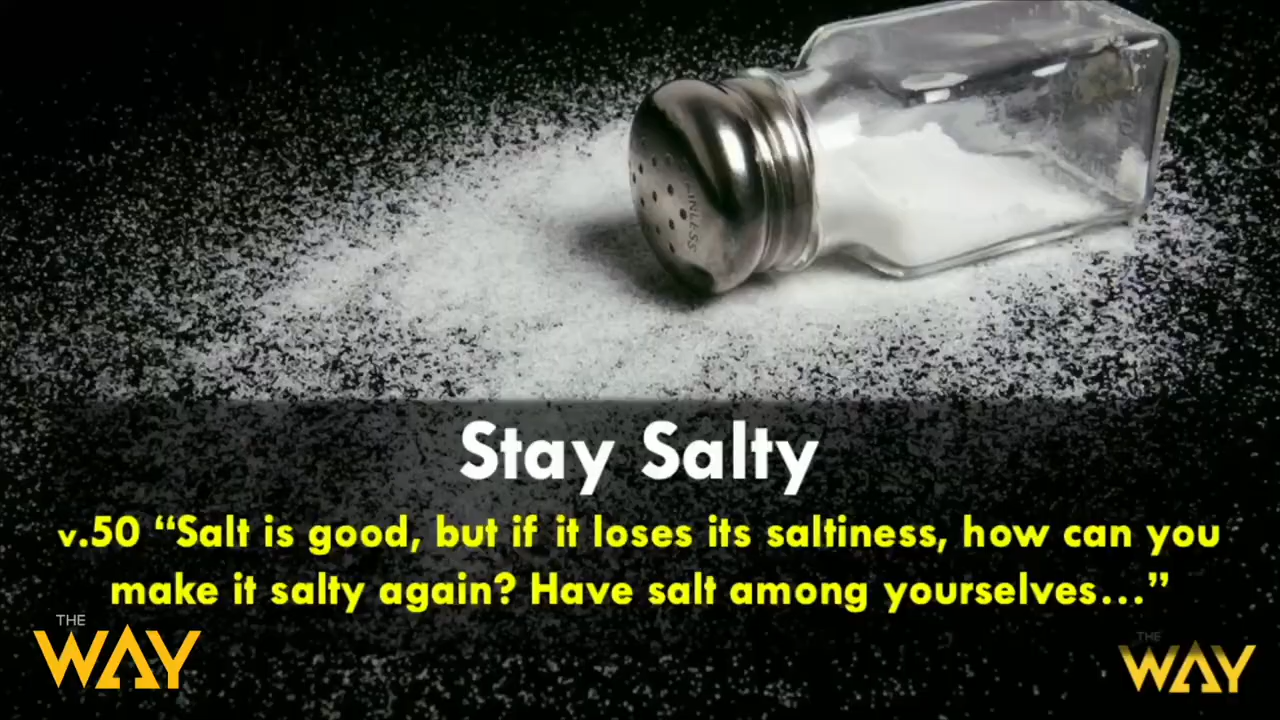 INLESS
Stay Salty
v.50 “Salt is good, but if it loses its saltiness, how can you
make it salty again? Have salt among yourselves…”
THE
WAY
THE
WAY